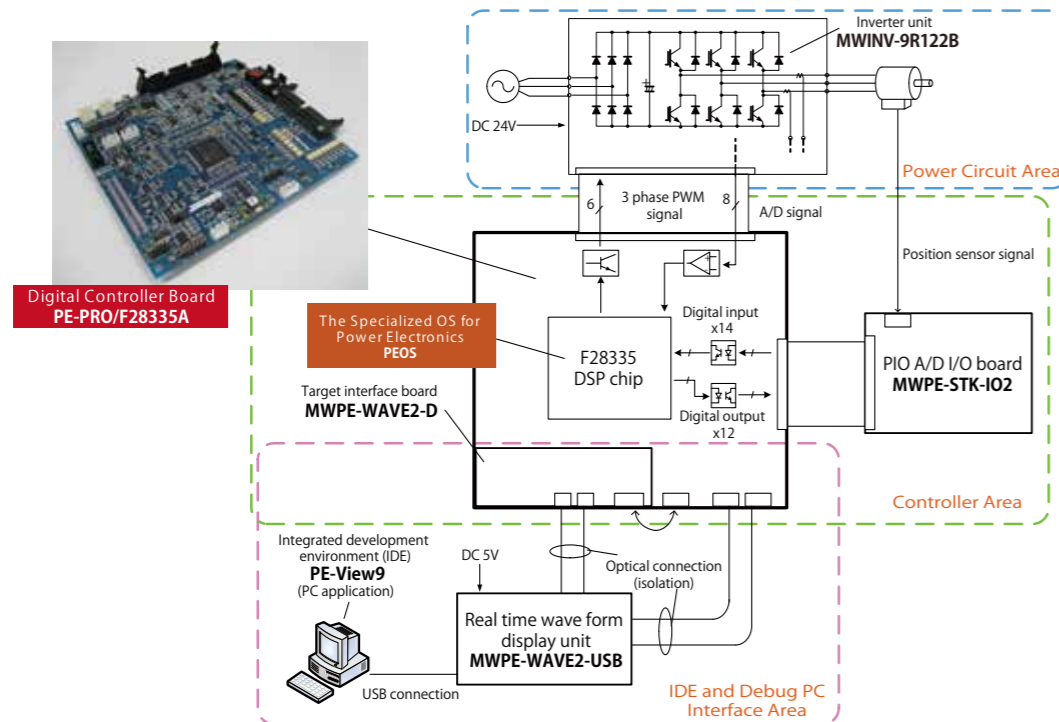 Inverter unit
MWINV-9R122B
DC 24V
Power Circuit Area
6
3 phase PWM
signal
8
A/D signal
Position sensor signal
Digital Controller Board
PE-PRO/F28335A
The Specialized OS for
Power Electronics
PEOS
F28335
DSP chip
Digital input
x14
Digital output
x12
PIO A/D I/O board
MWPE-STK-IO2
Target interface board
MWPE-WAVE2-D
Controller Area
Integrated development
environment (IDE)
PE-View9
(PC application)
DC 5V
Optical connection
(isolation)
Real time wave form
display unit
MWPE-WAVE2-USB
USB connection
IDE and Debug PC
Interface Area